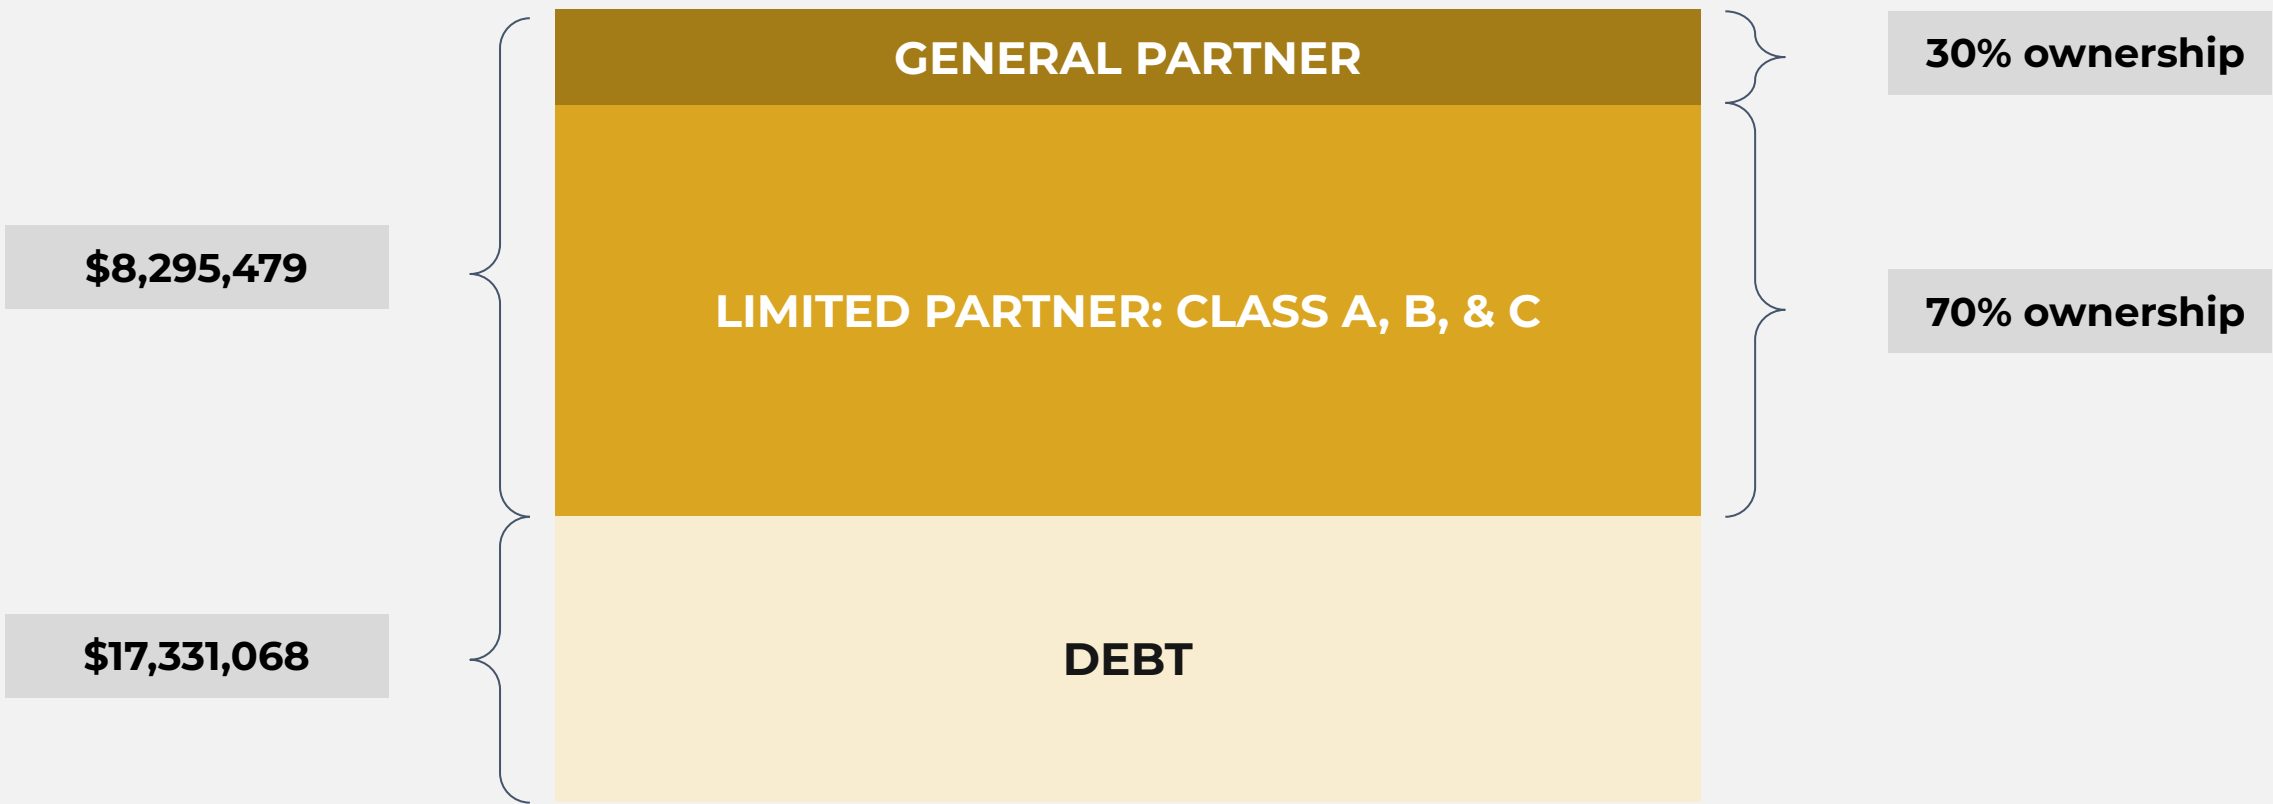 GENERAL PARTNER
30% ownership
$8,295,479
LIMITED PARTNER: CLASS A, B, & C
70% ownership
$17,331,068
DEBT